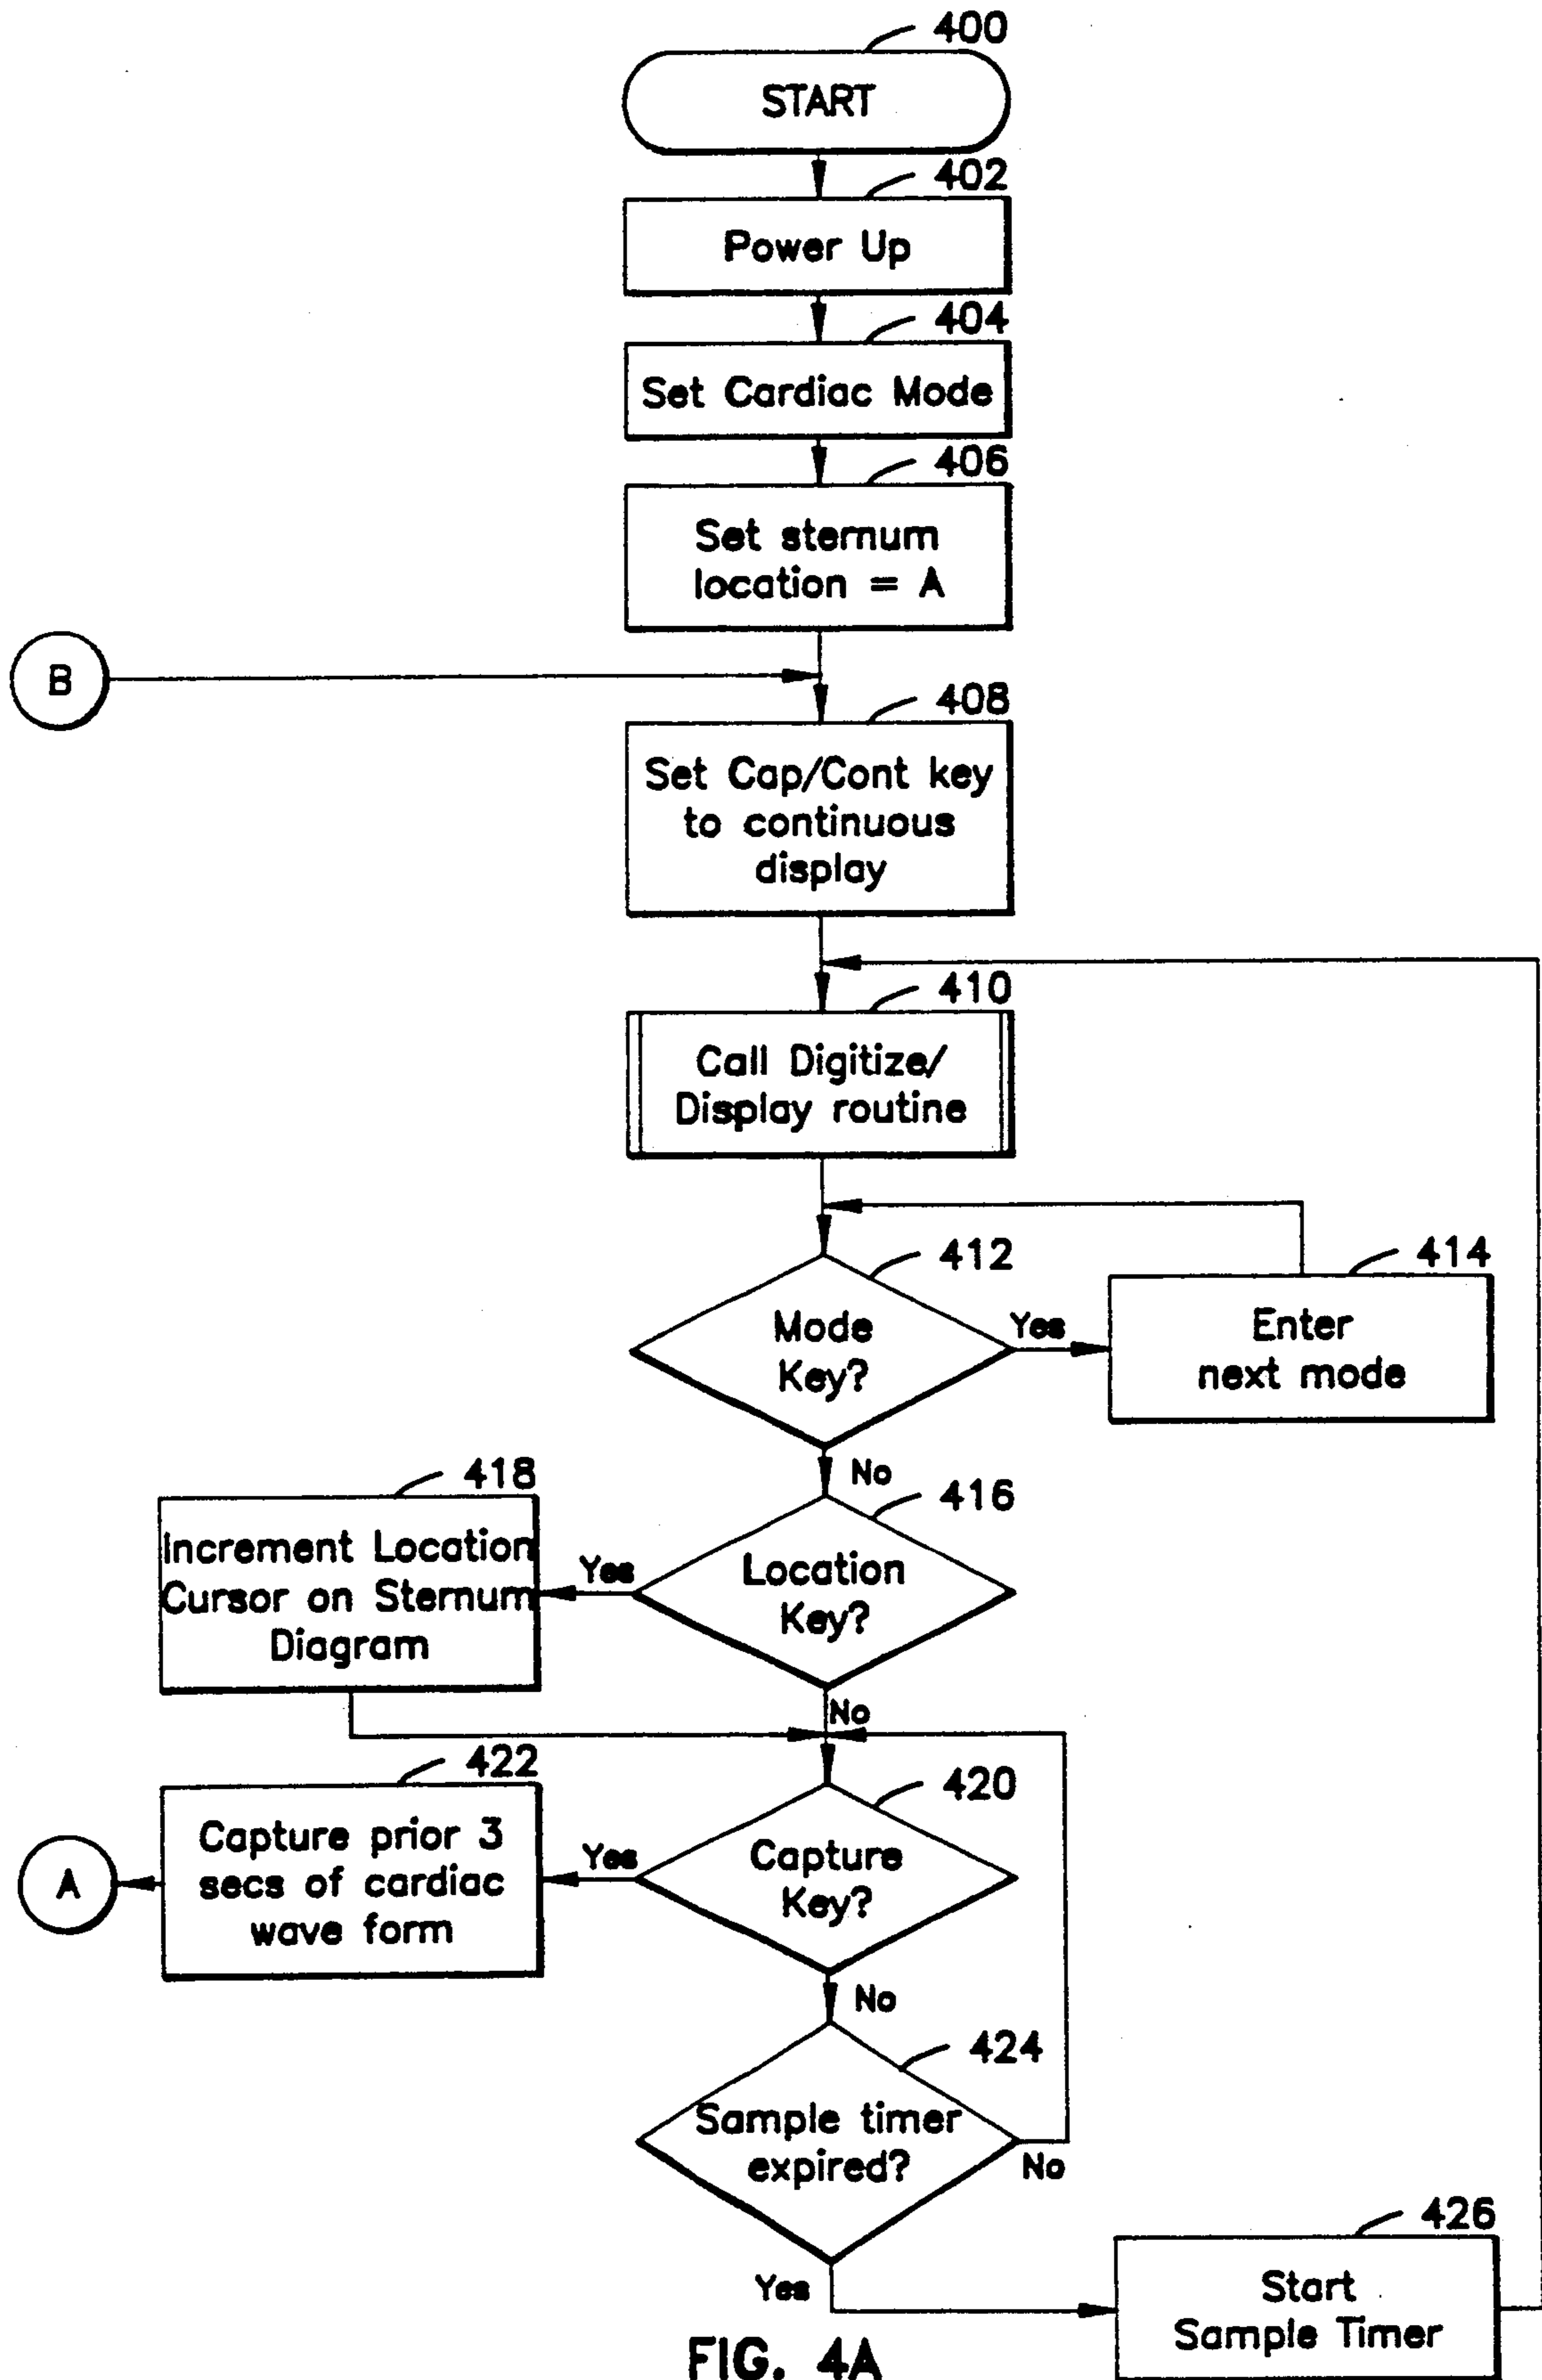 400
START
402
Power Up
404
Set Cardiac Mode
406
Set sternum
location = A
B
408
Set Cap/Cont key
to continuous
display
410
Call Digitize/
Display routine
412
Mode
Key?
Yes
414
Enter
next mode
No
416
Location
Key?
Yes
418
Increment Location
Cursor on Sternum
Diagram
No
420
Capture
Key?
Yes
422
Capture prior 3
secs of cardiac
wave form
A
No
424
Sample timer
expired?
No
Yes
426
Start
Sample Timer
FIG. 4A